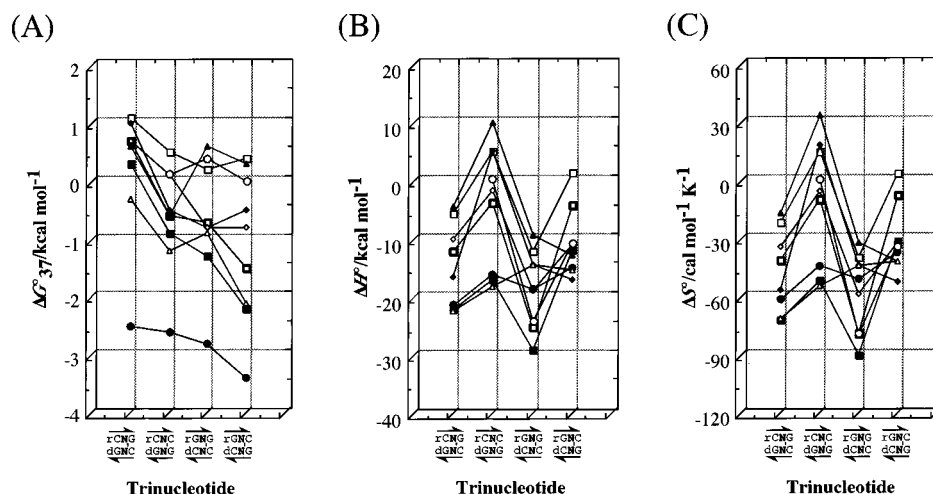 (A)
(B)
(C)
ΔG°37/kcal mol-1
2
1
0
-1
-2
-3
-4
rCNG rCNC rGNG rGNC
dGNC dGNG dCNC dCNG
Trinucleotide
ΔH°/kcal mol-1
20
10
0
-10
-20
-30
-40
rCNG rCNC rGNG rGNC
dGNC dGNG dCNC dCNG
Trinucleotide
ΔS°/cal mol-1 K-1
60
30
0
-30
-60
-90
-120
rCNG rCNC rGNG rGNC
dGNC dGNG dCNC dCNG
Trinucleotide